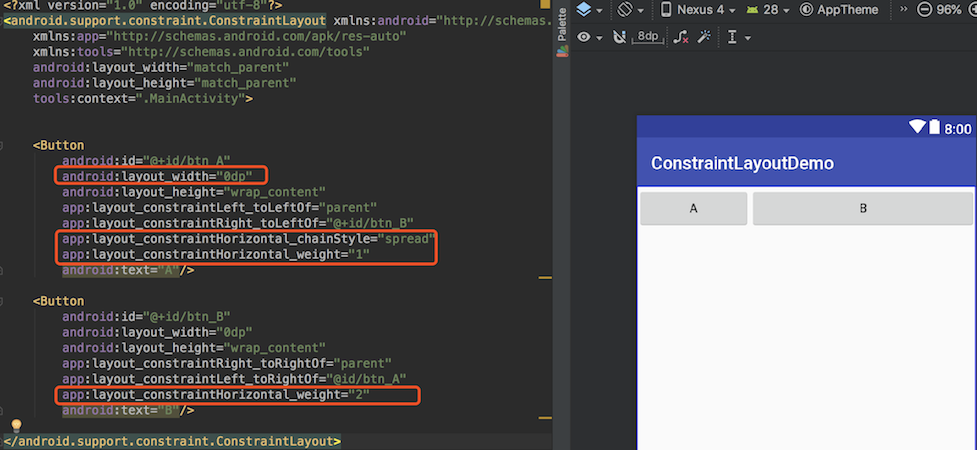 <?xml version="1.0" encoding="utf-8"?>
<android.support.constraint.ConstraintLayout xmlns:android="http://schemas.
xmlns:app="http://schemas.android.com/apk/res-auto"
xmlns:tools="http://schemas.android.com/tools"
android:layout_width="match_parent"
android:layout_height="match_parent"
tools:context=".MainActivity">
<Button
android:id="@+id/btn_A"
android:layout_width="0dp"
android:layout_height="wrap_content"
app:layout_constraintLeft_toLeftOf="parent"
app:layout_constraintRight_toLeftOf="@+id/btn_B"
app:layout_constraintHorizontal_chainStyle="spread"
app:layout_constraintHorizontal_weight="1"
android:text="A"/>
<Button
android:id="@+id/btn_B"
android:layout_width="0dp"
android:layout_height="wrap_content"
app:layout_constraintRight_toRightOf="parent"
app:layout_constraintLeft_toRightOf="@id/btn_A"
app:layout_constraintHorizontal_weight="2"
android:text="B"/>
</android.support.constraint.ConstraintLayout>
Palette
Nexus 4 28 AppTheme » 96%
8dp
8:00
ConstraintLayoutDemo
A B